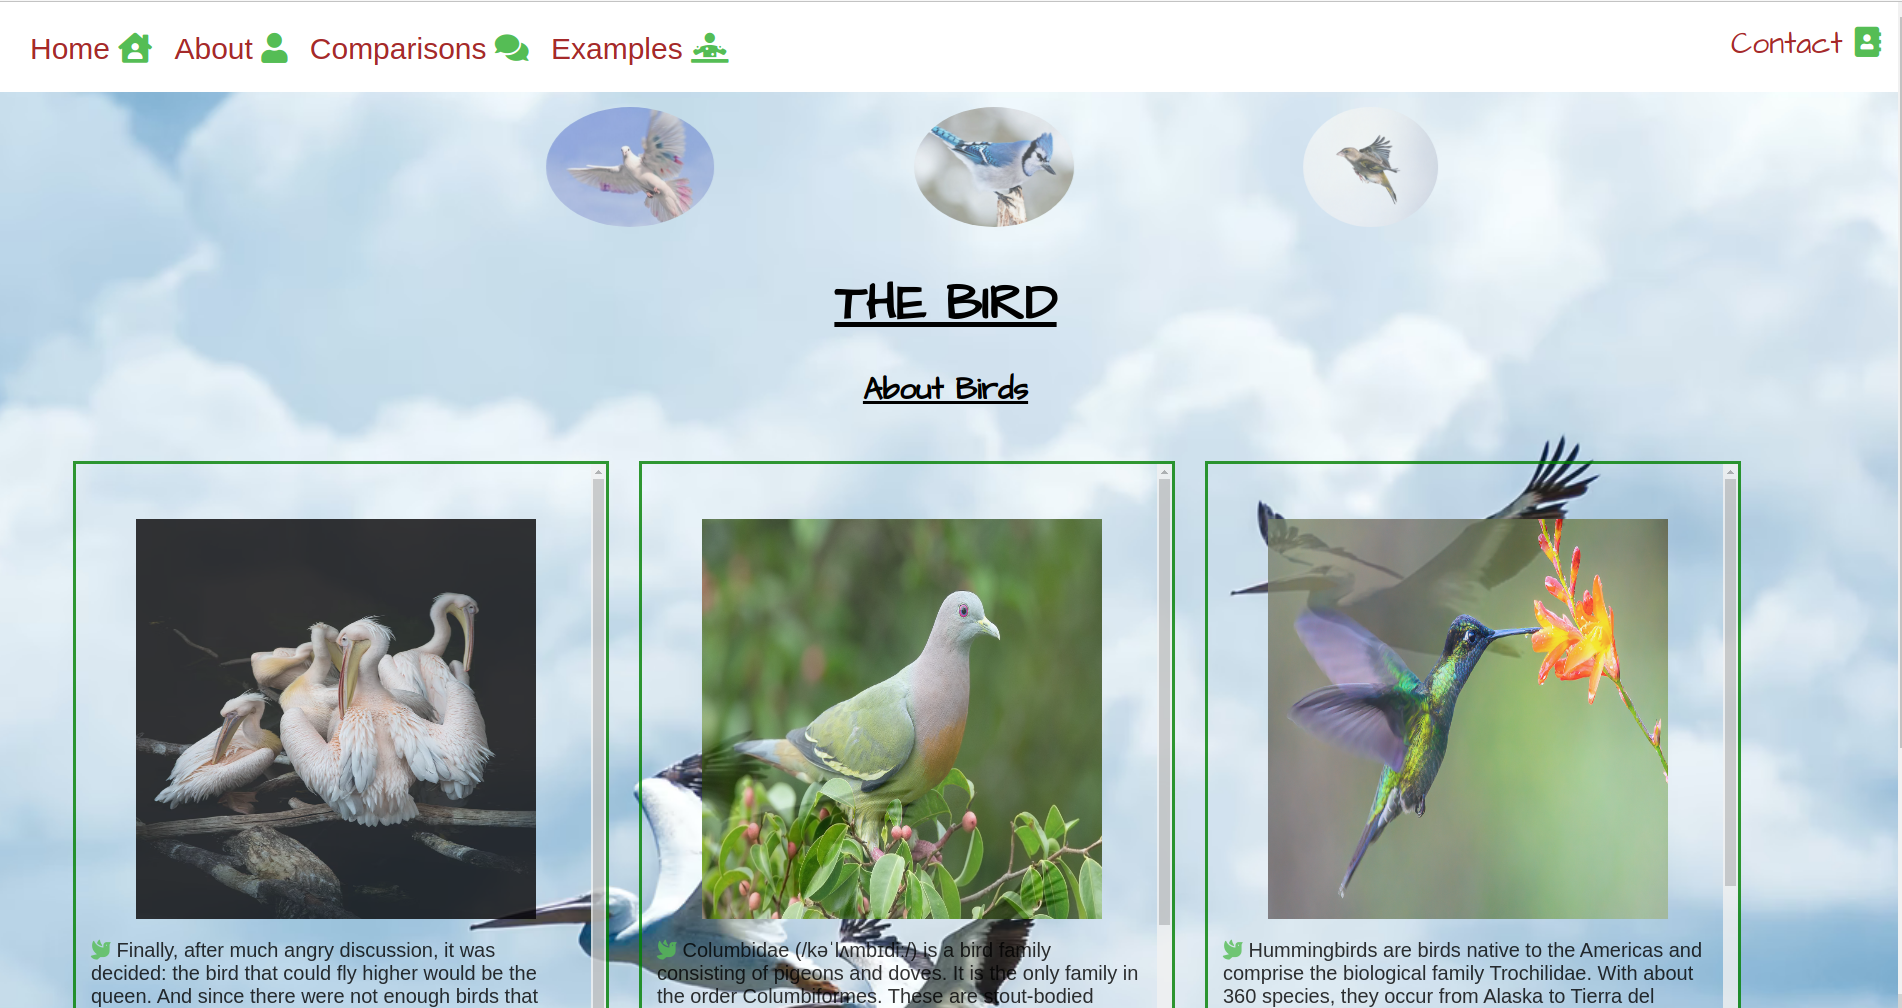 Home About Comparisons Examples Contact
THE BIRD
About Birds
Finally, after much angry discussion, it was
decided: the bird that could fly higher would be the
queen. And since there were not enough birds that
Columbidae (/kəˈlʌmbɪdiː/) is a bird family
consisting of pigeons and doves. It is the only family in
the order Columbiformes. These are stout-bodied
Hummingbirds are birds native to the Americas and
comprise the biological family Trochilidae. With about
360 species, they occur from Alaska to Tierra del